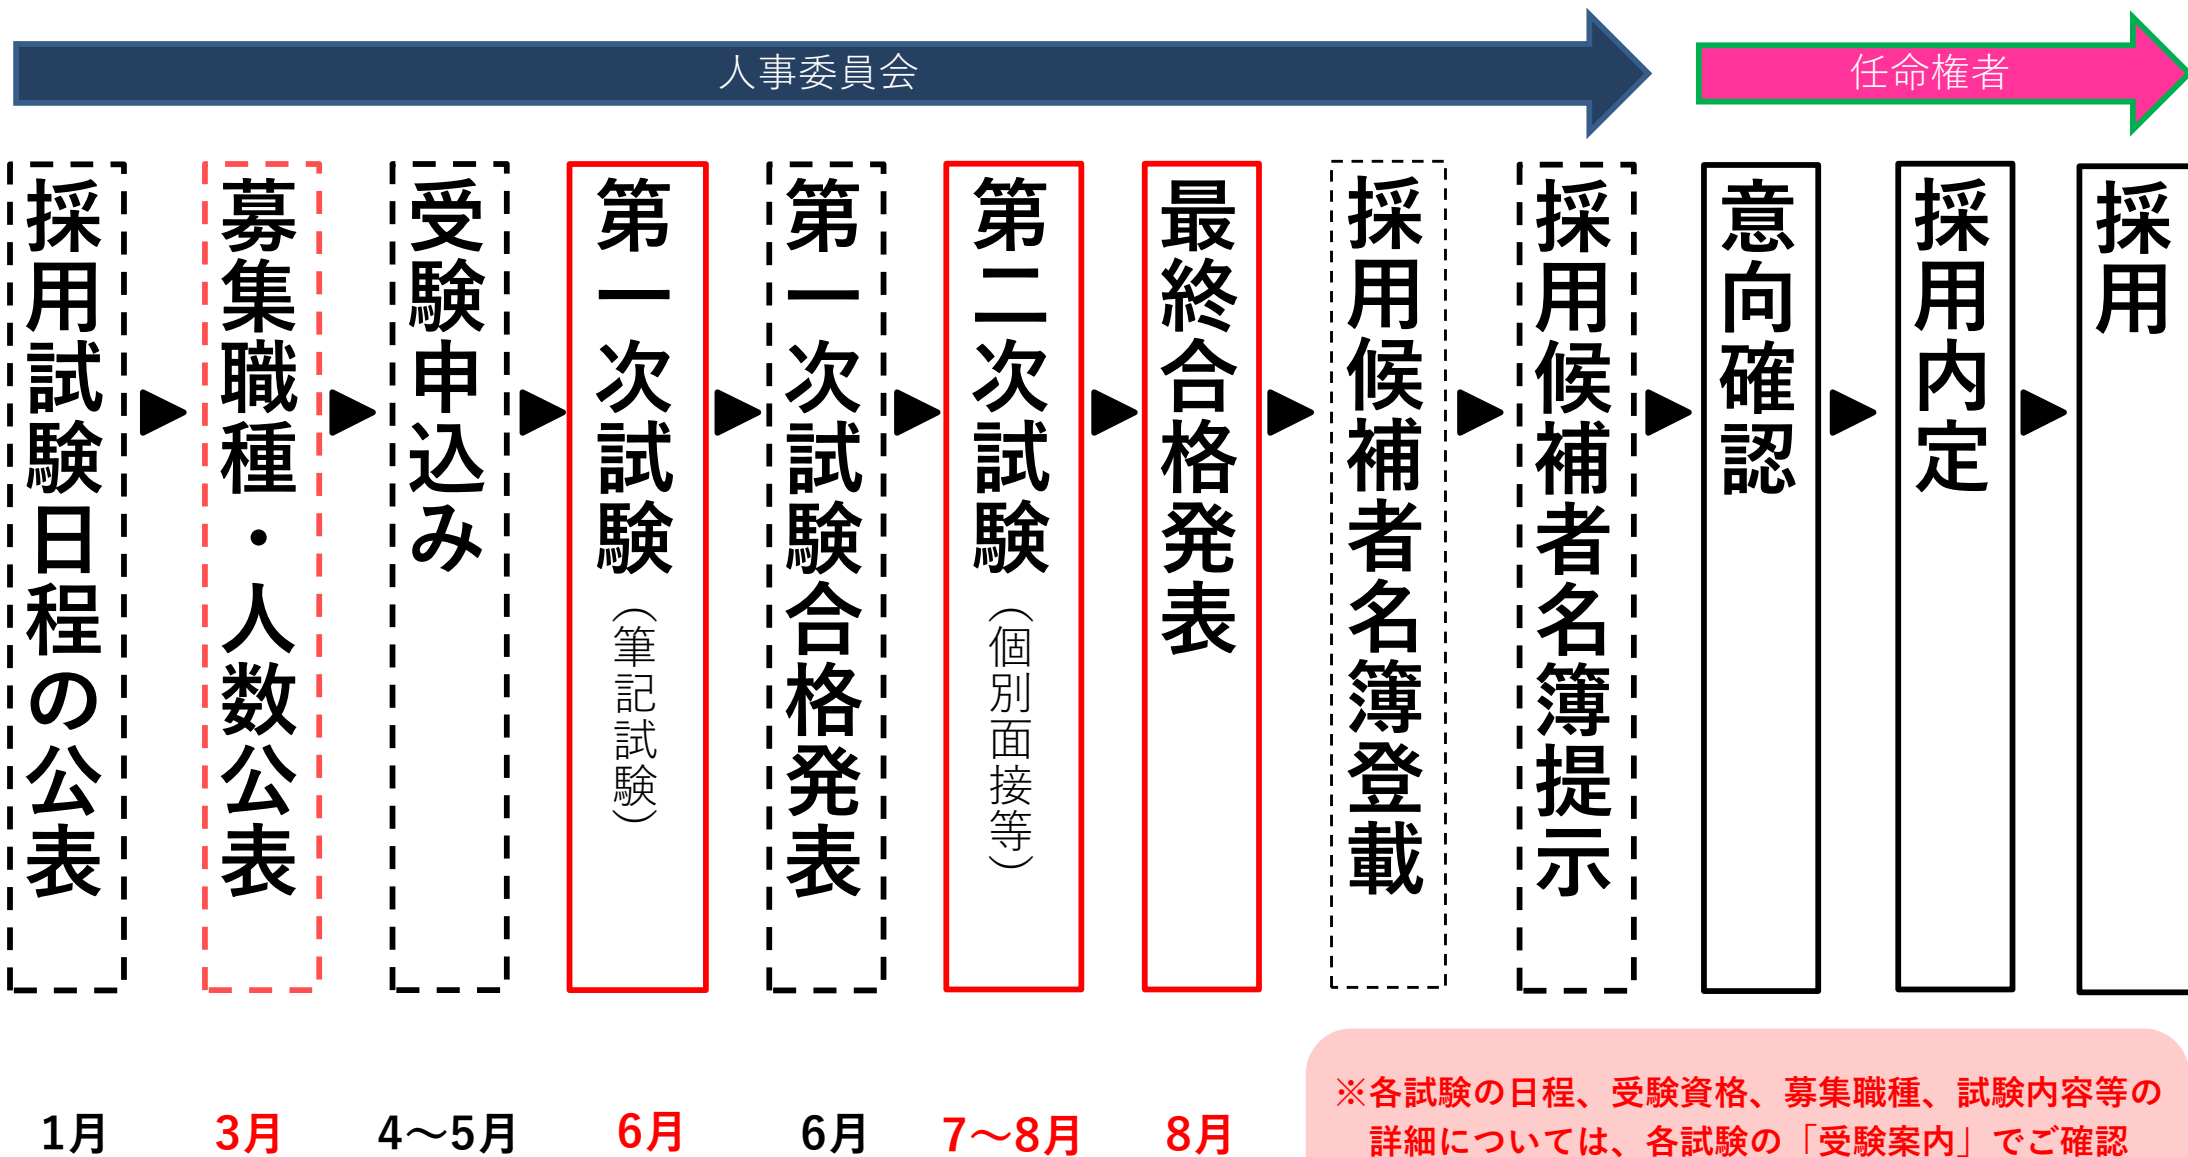 人事委員会
任命権者
採用試験日程の公表
募集職種・人数公表
受験申込み
第一次試験（筆記試験）
第一次試験合格発表
第二次試験（個別面接等）
最終合格発表
採用候補者名簿登載
採用候補者名簿提示
意向確認
採用内定
採用
1月
3月
4～5月
6月
6月
7～8月
8月
※各試験の日程、受験資格、募集職種、試験内容等の
詳細については、各試験の「受験案内」でご確認